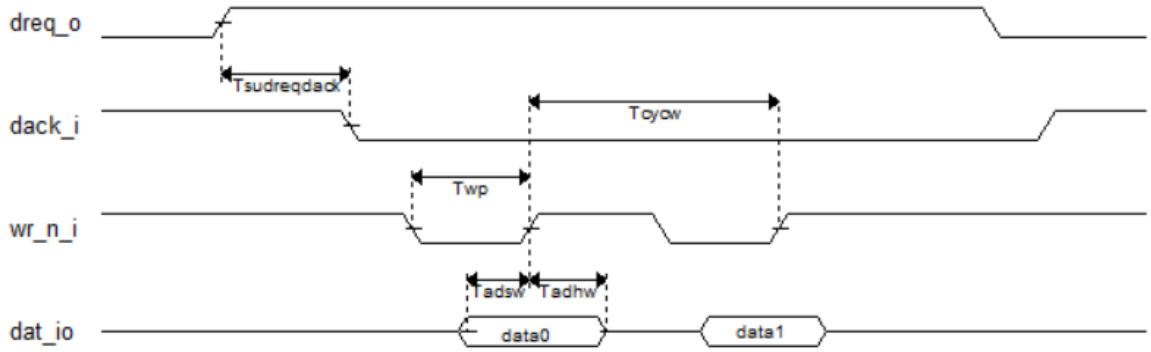 dreq_o
Tsudreqdack
dack_i
Tcycw
Twp
wr_n_i
Tadsw Tadhw
dat_io
data0 data1